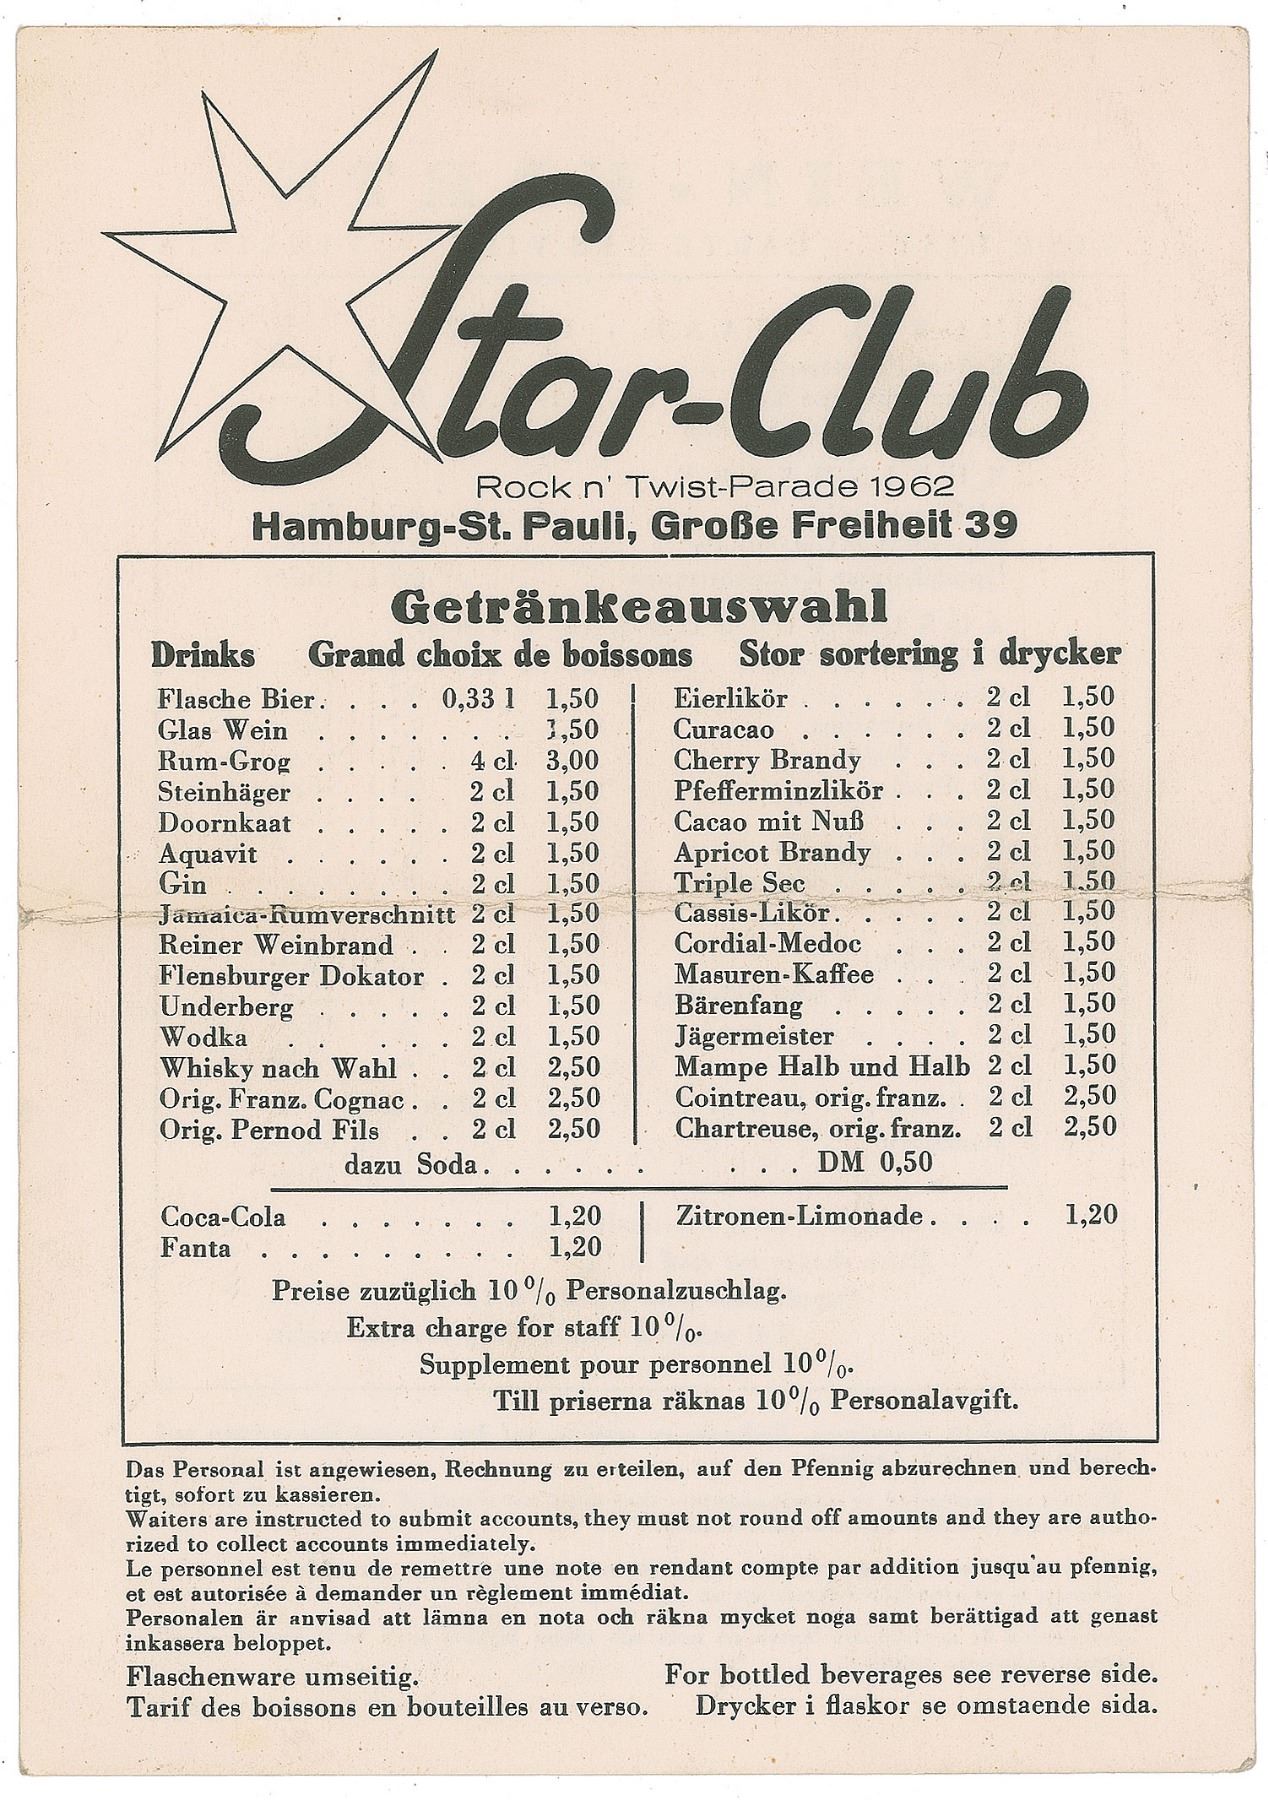 Star-Club
Rock n' Twist-Parade 1962
Hamburg-St. Pauli, Große Freiheit 39
Getränkeauswahl
Drinks Grand choix de boissons Stor sortering i drycker
Flasche Bier. . . . 0,33 l 1,50
Glas Wein . . . . . . . 1,50
Rum-Grog . . . . . 4 cl 3,00
Steinhäger . . . . 2 cl 1,50
Doornkaat . . . . . 2 cl 1,50
Aquavit . . . . . . 2 cl 1,50
Gin . . . . . . . . 2 cl 1,50
Jamaica-Rumverschnitt 2 cl 1,50
Reiner Weinbrand . . 2 cl 1,50
Flensburger Dokator . 2 cl 1,50
Underberg . . . . . 2 cl 1,50
Wodka . . . . . . 2 cl 1,50
Whisky nach Wahl . . 2 cl 2,50
Orig. Franz. Cognac . . 2 cl 2,50
Orig. Pernod Fils . . 2 cl 2,50
Eierlikör . . . . . . 2 cl 1,50
Curacao . . . . . . 2 cl 1,50
Cherry Brandy . . . 2 cl 1,50
Pfefferminzlikör . . . 2 cl 1,50
Cacao mit Nuß . . . 2 cl 1,50
Apricot Brandy . . . 2 cl 1,50
Triple Sec . . . . . 2 cl 1,50
Cassis-Likör. . . . . 2 cl 1,50
Cordial-Medoc . . . 2 cl 1,50
Masuren-Kaffee . . . 2 cl 1,50
Bärenfang . . . . . 2 cl 1,50
Jägermeister . . . . 2 cl 1,50
Mampe Halb und Halb 2 cl 1,50
Cointreau, orig. franz. . 2 cl 2,50
Chartreuse, orig. franz. 2 cl 2,50
dazu Soda. . . . . . . . . DM 0,50
Coca-Cola . . . . . . . 1,20
Fanta . . . . . . . . . 1,20
Zitronen-Limonade. . . . 1,20
Preise zuzüglich 10 % Personalzuschlag.
Extra charge for staff 10%.
Supplement pour personnel 10%.
Till priserna räknas 10% Personalavgift.
Das Personal ist angewiesen, Rechnung zu erteilen, auf den Pfennig abzurechnen und berech-
tigt, sofort zu kassieren.
Waiters are instructed to submit accounts, they must not round off amounts and they are autho-
rized to collect accounts immediately.
Le personnel est tenu de remettre une note en rendant compte par addition jusqu'au pfennig,
et est autorisée à demander un règlement immédiat.
Personalen är anvisad att lämna en nota och räkna mycket noga samt berättigad att genast
inkassera beloppet.
Flaschenware umseitig. For bottled beverages see reverse side.
Tarif des boissons en bouteilles au verso. Drycker i flaskor se omstaende sida.